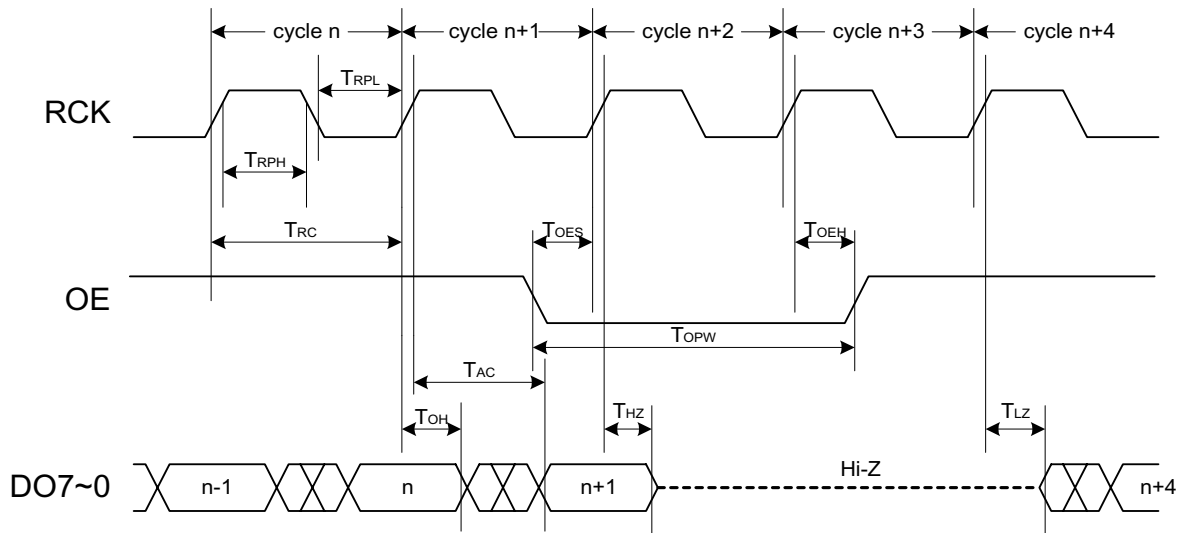 cycle n cycle n+1 cycle n+2 cycle n+3 cycle n+4
TRPL
RCK
TRPH
TRC TOES TOEH
OE
TOPW
TAC
TOH THZ TLZ
DO7~0 n-1 n n+1 Hi-Z n+4